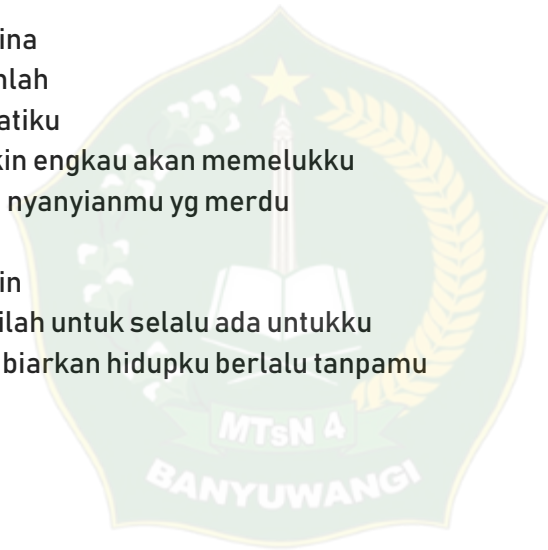 ina
nlah
atiku
kin engkau akan memelukku
nyanyianmu yg merdu
in
ilah untuk selalu ada untukku
biarkan hidupku berlalu tanpamu
MTsN 4
BANYUWANGI